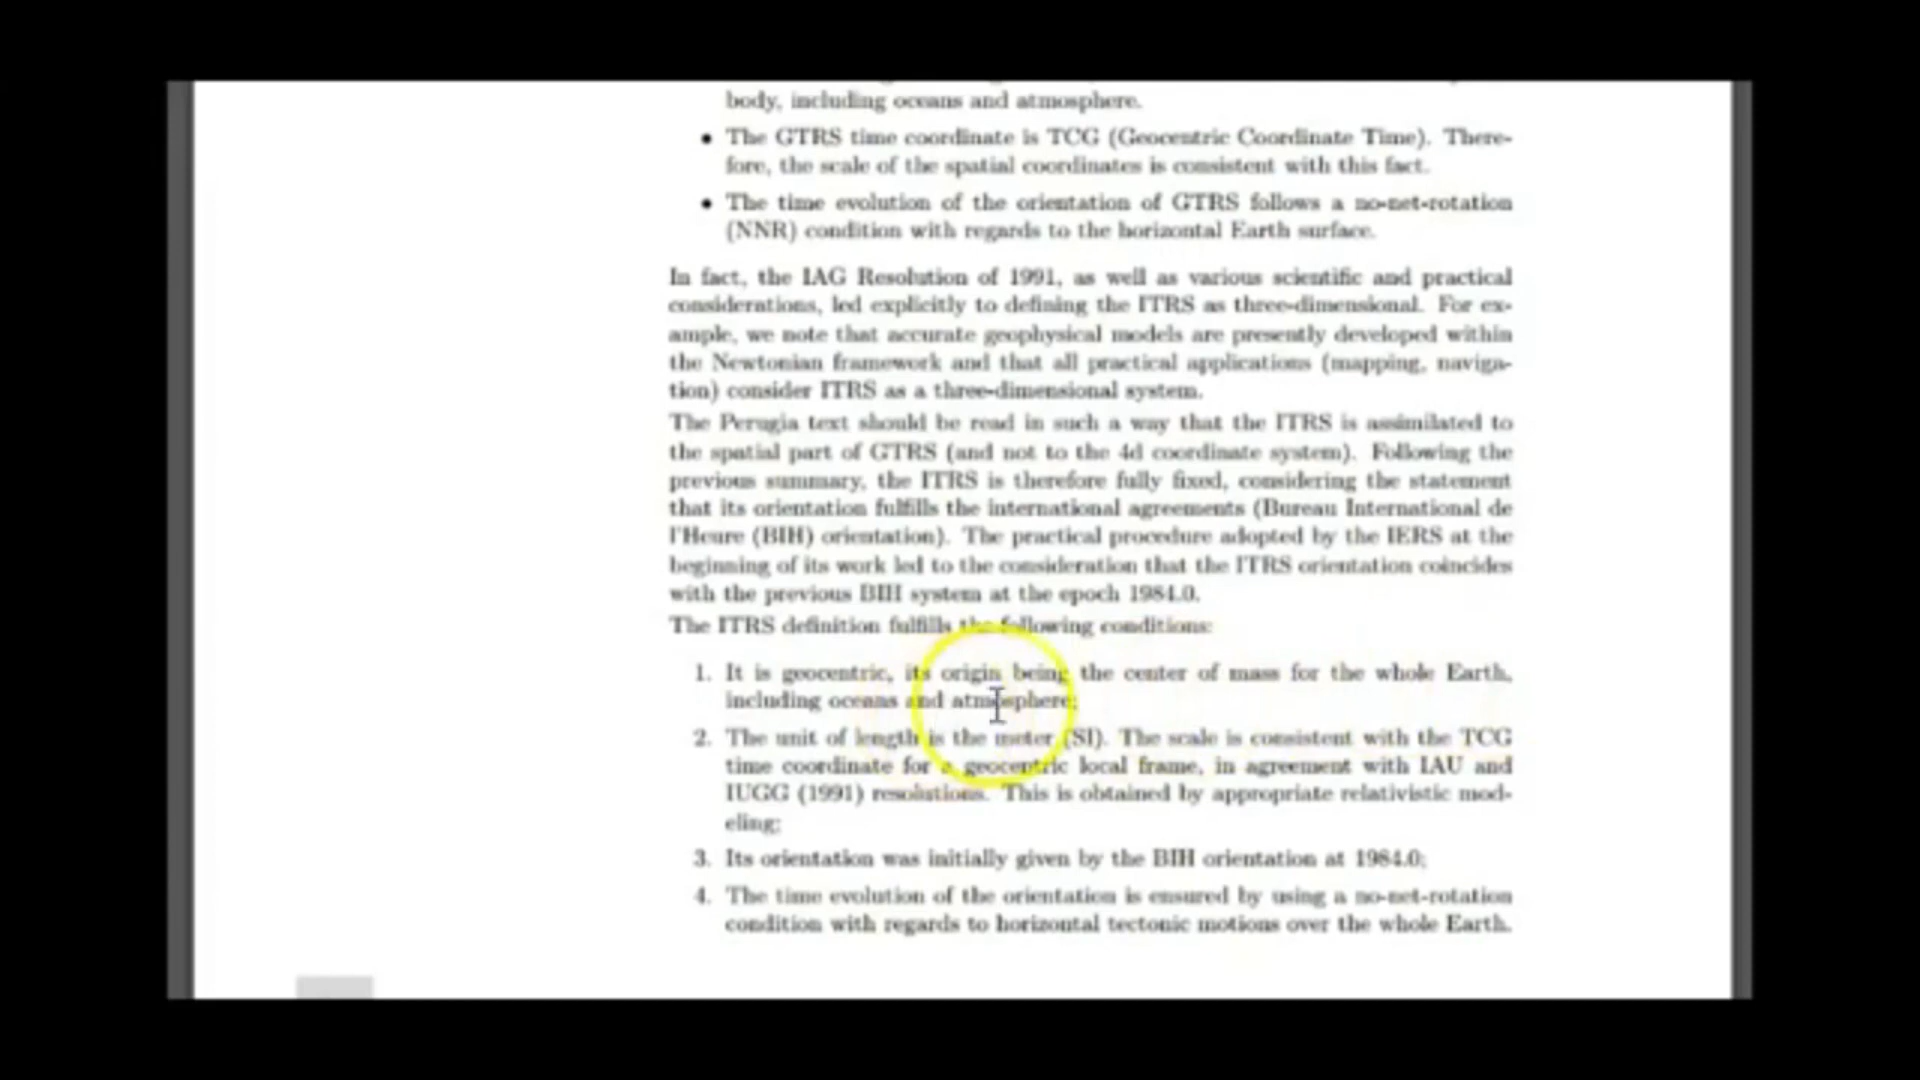 body, including oceans and atmosphere.
• The GTRS time coordinate is TCG (Geocentric Coordinate Time). There-
fore, the scale of the spatial coordinates is consistent with this fact.
• The time evolution of the orientation of GTRS follows a no-net-rotation
(NNR) condition with regards to the horizontal Earth surface.
In fact, the IAG Resolution of 1991, as well as various scientific and practical
considerations, led explicitly to defining the ITRS as three-dimensional. For ex-
ample, we note that accurate geophysical models are presently developed within
the Newtonian framework and that all practical applications (mapping, naviga-
tion) consider ITRS as a three-dimensional system.
The Perugia text should be read in such a way that the ITRS is assimilated to
the spatial part of GTRS (and not to the 4d coordinate system). Following the
previous summary, the ITRS is therefore fully fixed, considering the statement
that its orientation fulfills the international agreements (Bureau International de
l'Heure (BIH) orientation). The practical procedure adopted by the IERS at the
beginning of its work led to the consideration that the ITRS orientation coincides
with the previous BIH system at the epoch 1984.0.
The ITRS definition fulfills the following conditions:
1. It is geocentric, its origin being the center of mass for the whole Earth,
including oceans and atmosphere;
2. The unit of length is the meter (SI). The scale is consistent with the TCG
time coordinate for a geocentric local frame, in agreement with IAU and
IUGG (1991) resolutions. This is obtained by appropriate relativistic mod-
eling;
3. Its orientation was initially given by the BIH orientation at 1984.0;
4. The time evolution of the orientation is ensured by using a no-net-rotation
condition with regards to horizontal tectonic motions over the whole Earth.